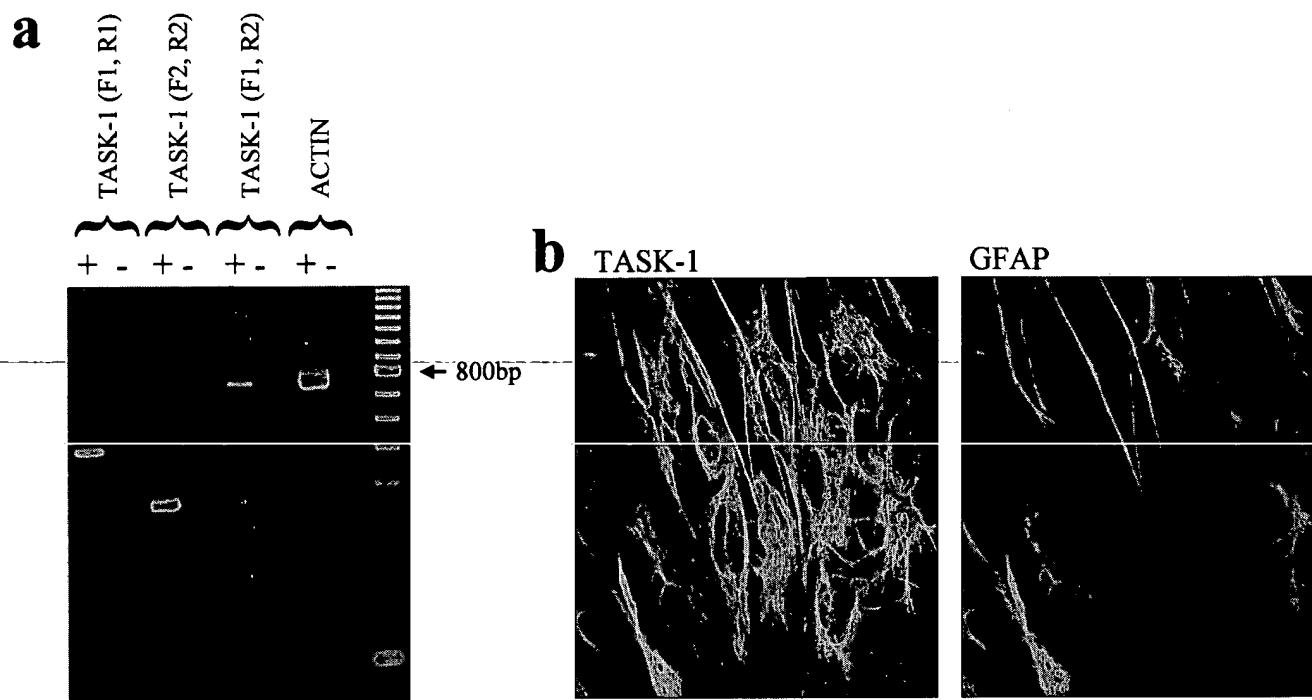 a
TASK-1 (F1, R1)
TASK-1 (F2, R2)
TASK-1 (F1, R2)
ACTIN
+ - + - + - + -
800bp
b
TASK-1
GFAP